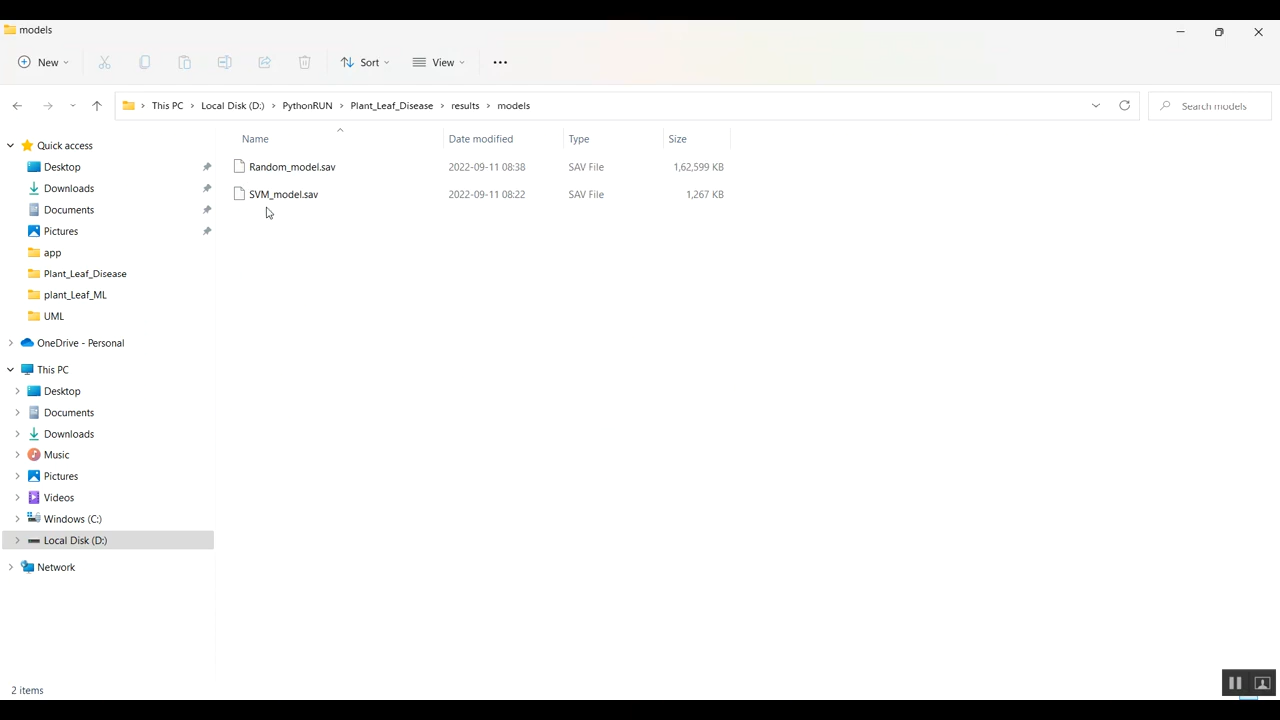 models
New
Sort
View
This PC > Local Disk (D:) > PythonRUN > Plant_Leaf_Disease > results > models
Search models
Name Date modified Type Size
Random_model.sav 2022-09-11 08:38 SAV File 1,62,599 KB
SVM_model.sav 2022-09-11 08:22 SAV File 1,267 KB
Quick access
Desktop
Downloads
Documents
Pictures
app
Plant_Leaf_Disease
plant_Leaf_ML
UML
OneDrive - Personal
This PC
Desktop
Documents
Downloads
Music
Pictures
Videos
Windows (C:)
Local Disk (D:)
Network
2 items